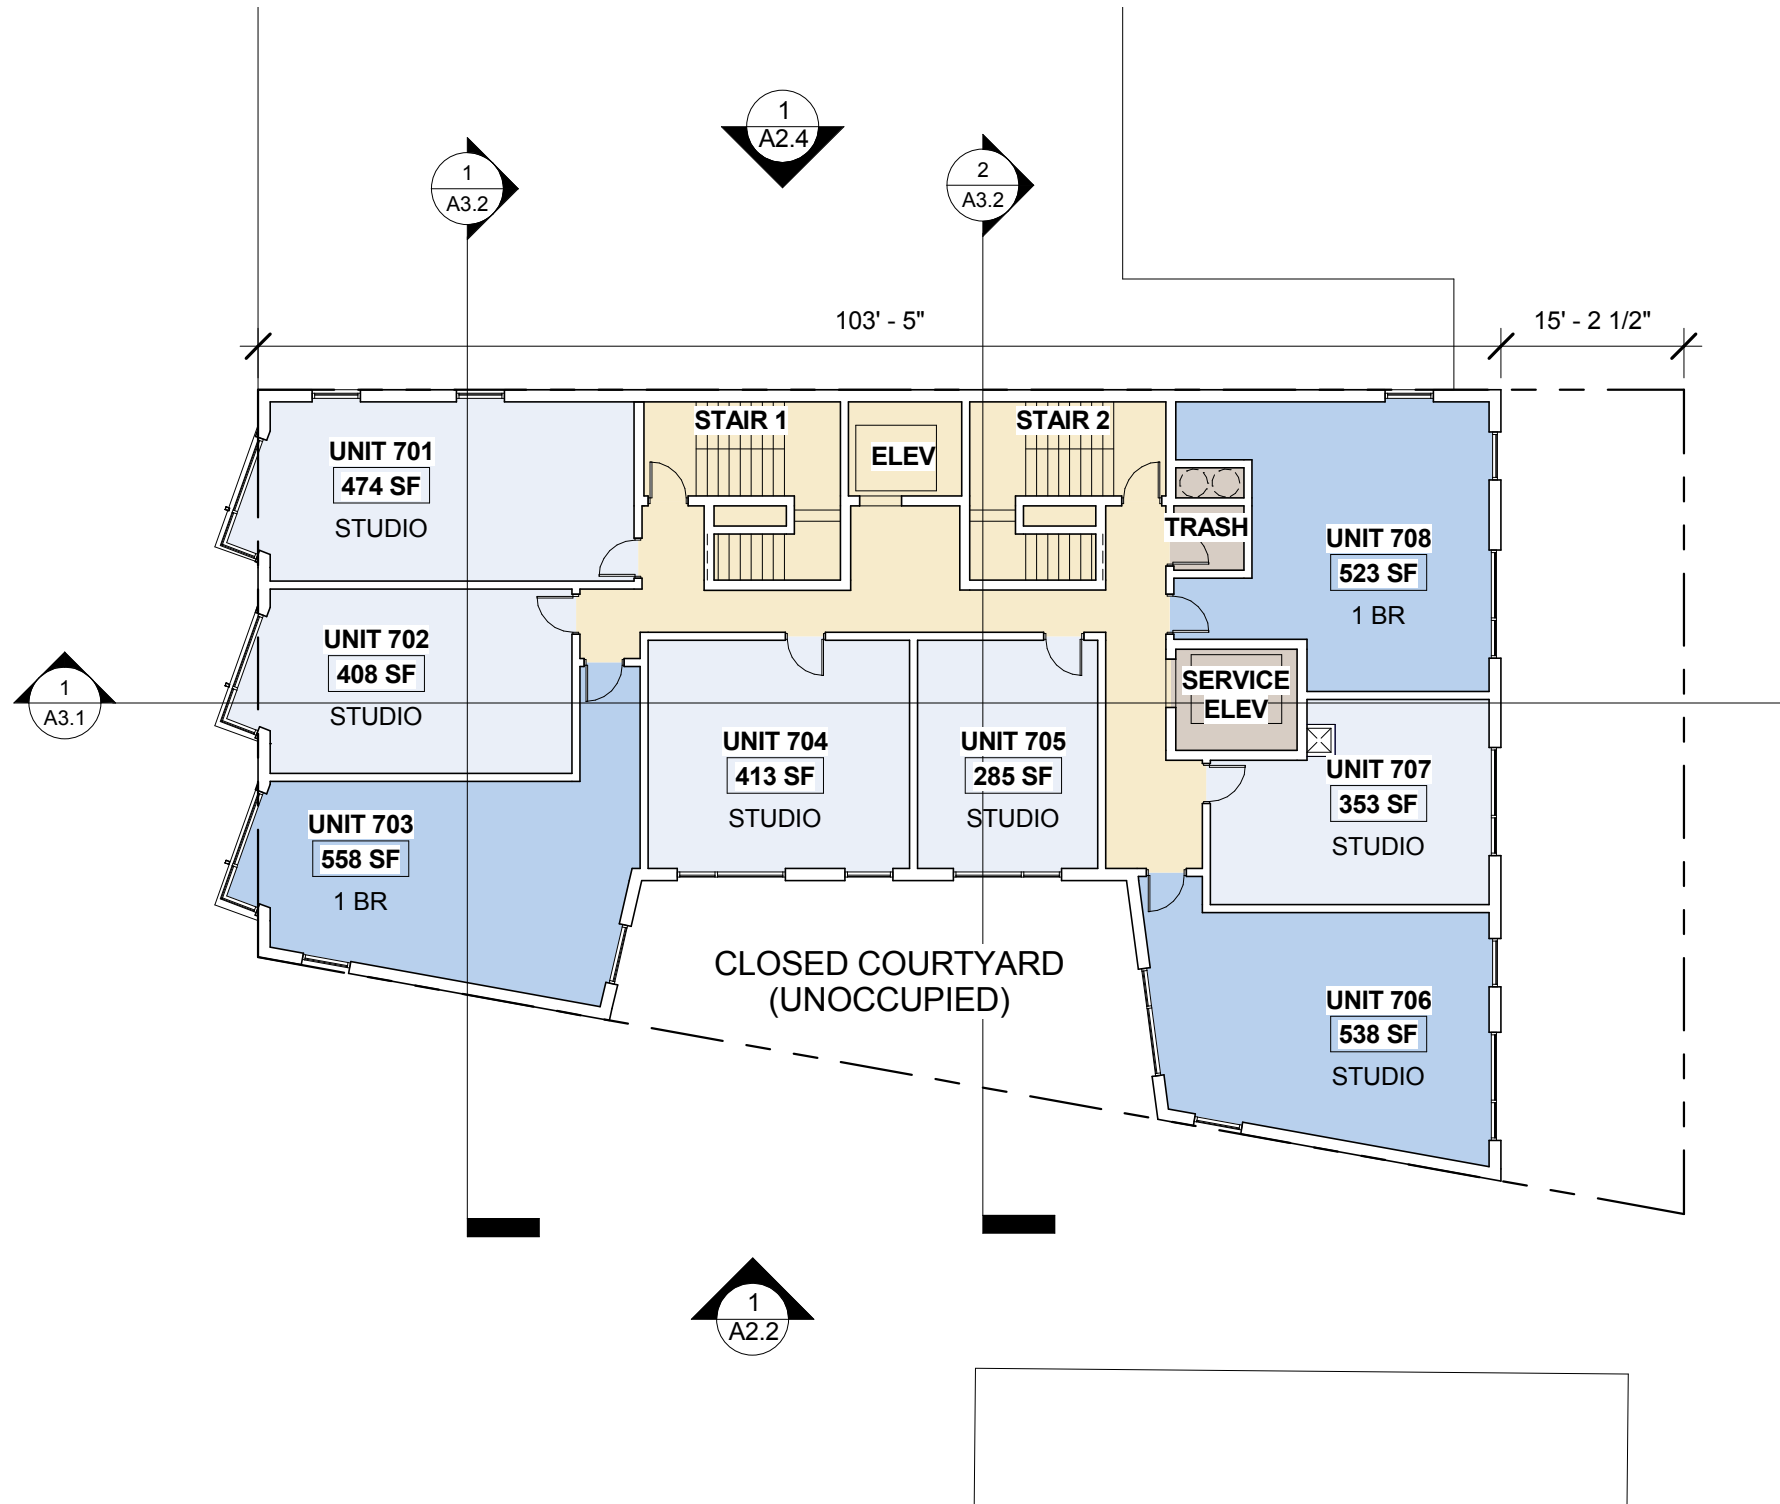 1
A2.4
1
A3.2
2
A3.2
103' - 5"
15' - 2 1/2"
STAIR 1
STAIR 2
ELEV
UNIT 701
474 SF
STUDIO
TRASH
UNIT 708
523 SF
1 BR
UNIT 702
408 SF
STUDIO
1
A3.1
SERVICE
ELEV
UNIT 704
413 SF
STUDIO
UNIT 705
285 SF
STUDIO
UNIT 707
353 SF
STUDIO
UNIT 703
558 SF
1 BR
CLOSED COURTYARD
(UNOCCUPIED)
UNIT 706
538 SF
STUDIO
1
A2.2